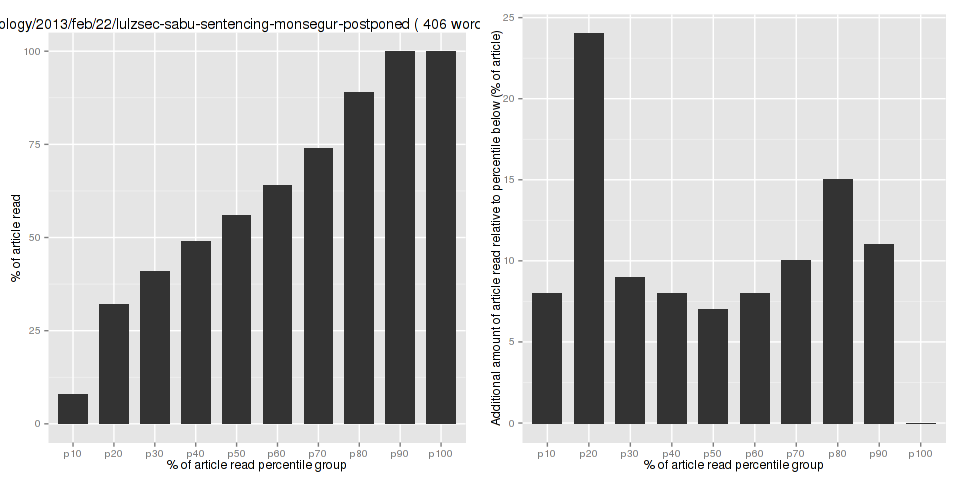 ology/2013/feb/22/lulzsec-sabu-sentencing-monsegur-postponed ( 406 word
% of article read
100
75
50
25
0
p10 p20 p30 p40 p50 p60 p70 p80 p90 p100
% of article read percentile group
Additional amount of article read relative to percentile below (% of article)
25
20
15
10
5
0
p10 p20 p30 p40 p50 p60 p70 p80 p90 p100
% of article read percentile group